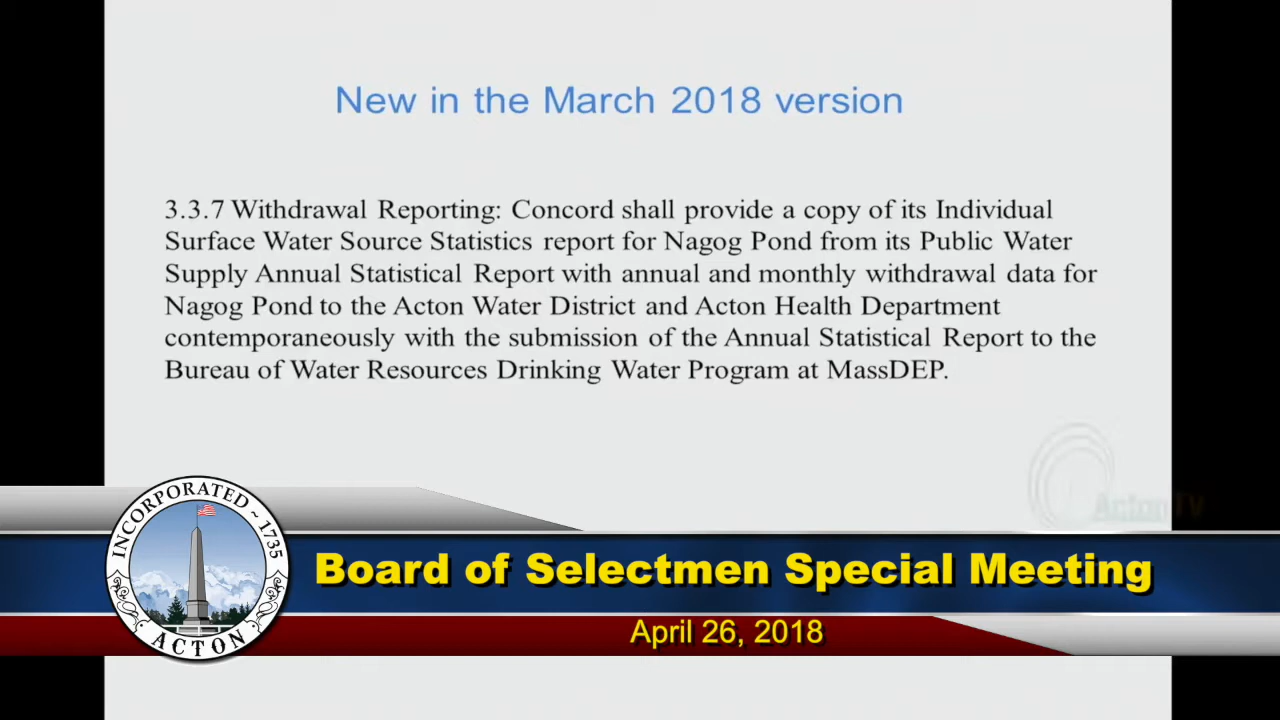 New in the March 2018 version
3.3.7 Withdrawal Reporting: Concord shall provide a copy of its Individual
Surface Water Source Statistics report for Nagog Pond from its Public Water
Supply Annual Statistical Report with annual and monthly withdrawal data for
Nagog Pond to the Acton Water District and Acton Health Department
contemporaneously with the submission of the Annual Statistical Report to the
Bureau of Water Resources Drinking Water Program at MassDEP.
Acton TV
INCORPORATED ~ 1735
ACTON
Board of Selectmen Special Meeting
April 26, 2018